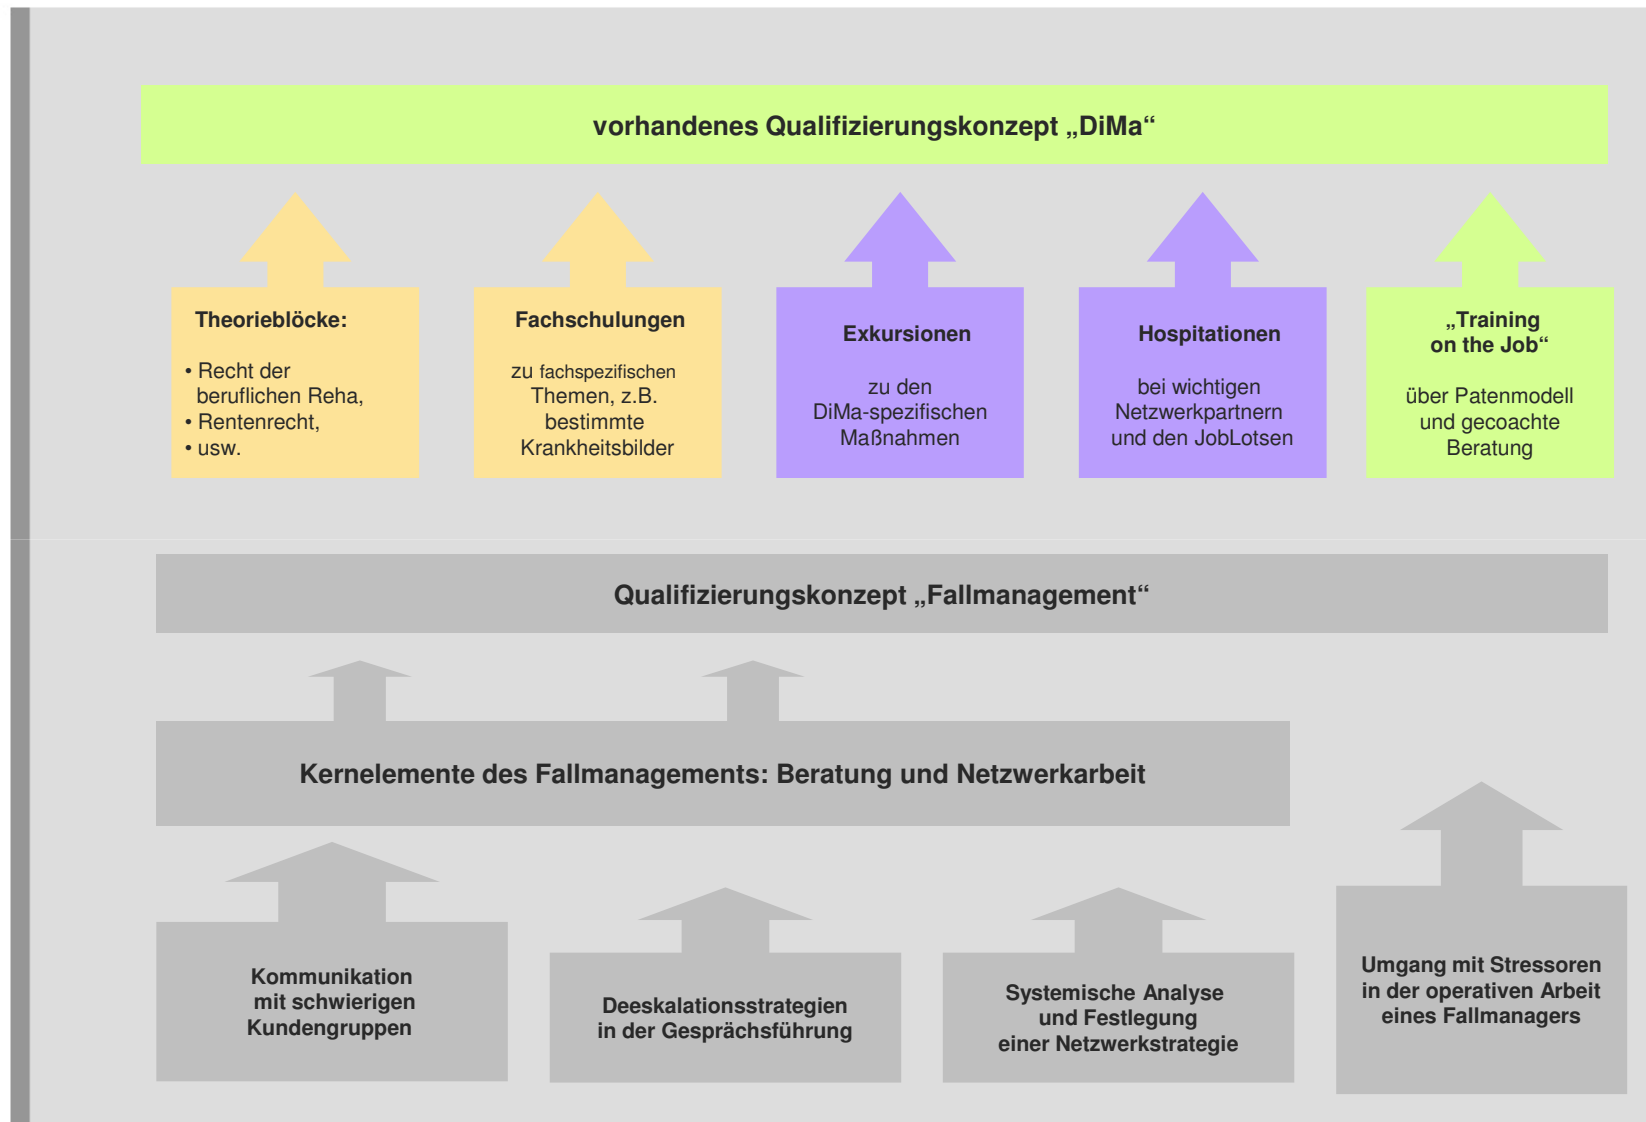 vorhandenes Qualifizierungskonzept „DiMa“
Theorieblöcke:
• Recht der
beruflichen Reha,
• Rentenrecht,
• usw.
Fachschulungen
zu fachspezifischen
Themen, z.B.
bestimmte
Krankheitsbilder
Exkursionen
zu den
DiMa-spezifischen
Maßnahmen
Hospitationen
bei wichtigen
Netzwerkpartnern
und den JobLotsen
„Training
on the Job“
über Patenmodell
und gecoachte
Beratung
Qualifizierungskonzept „Fallmanagement“
Kernelemente des Fallmanagements: Beratung und Netzwerkarbeit
Kommunikation
mit schwierigen
Kundengruppen
Deeskalationsstrategien
in der Gesprächsführung
Systemische Analyse
und Festlegung
einer Netzwerkstrategie
Umgang mit Stressoren
in der operativen Arbeit
eines Fallmanagers